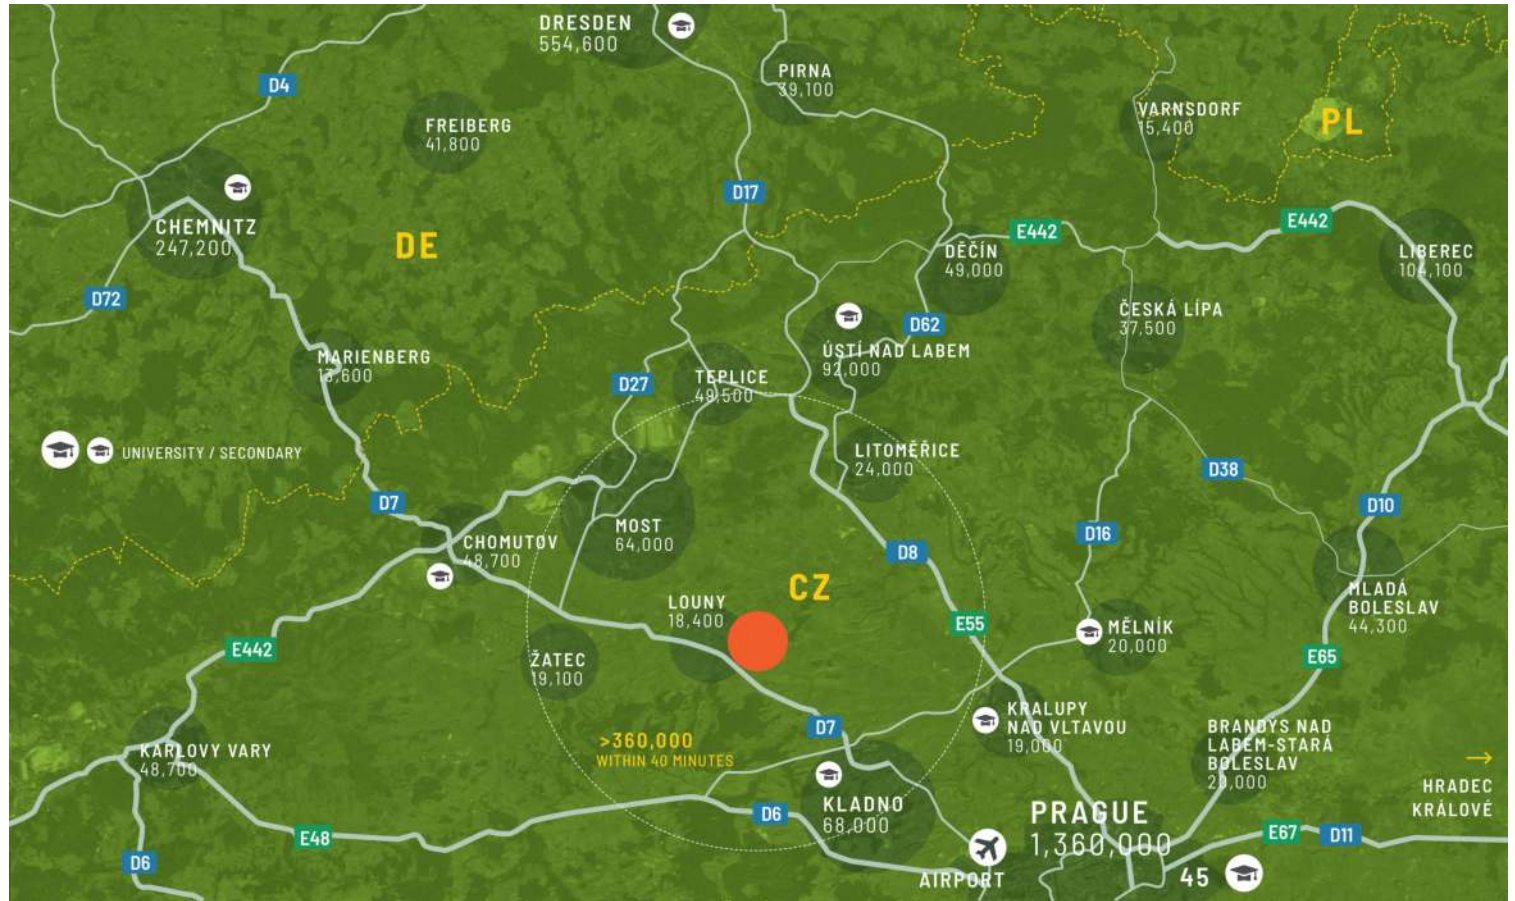 DRESDEN
554,600
PIRNA
39,100
D4
VARNSDORF
15,400
PL
FREIBERG
41,800
D17
CHEMNITZ
247,200
DE
E442
E442
DĚČÍN
49,000
LIBEREC
104,100
D72
ČESKÁ LÍPA
37,500
D62
ÚSTÍ NAD LABEM
92,000
MARIENBERG
13,600
TEPLICE
49,500
D27
UNIVERSITY / SECONDARY
LITOMĚŘICE
24,000
D38
D7
D10
MOST
64,000
D16
CHOMUTOV
48,700
D8
CZ
MLADÁ
BOLESLAV
44,300
LOUNY
18,400
E55
MĚLNÍK
20,000
E442
ŽATEC
19,100
E65
KRALUPY
NAD VLTAVOU
19,000
D7
BRANDÝS NAD
LABEM-STARÁ
BOLESLAV
20,000
>360,000
WITHIN 40 MINUTES
KARLOVY VARY
48,700
HRADEC
KRÁLOVÉ
KLADNO
68,000
D6
PRAGUE
1,360,000
E48
E67
D11
D6
AIRPORT
45